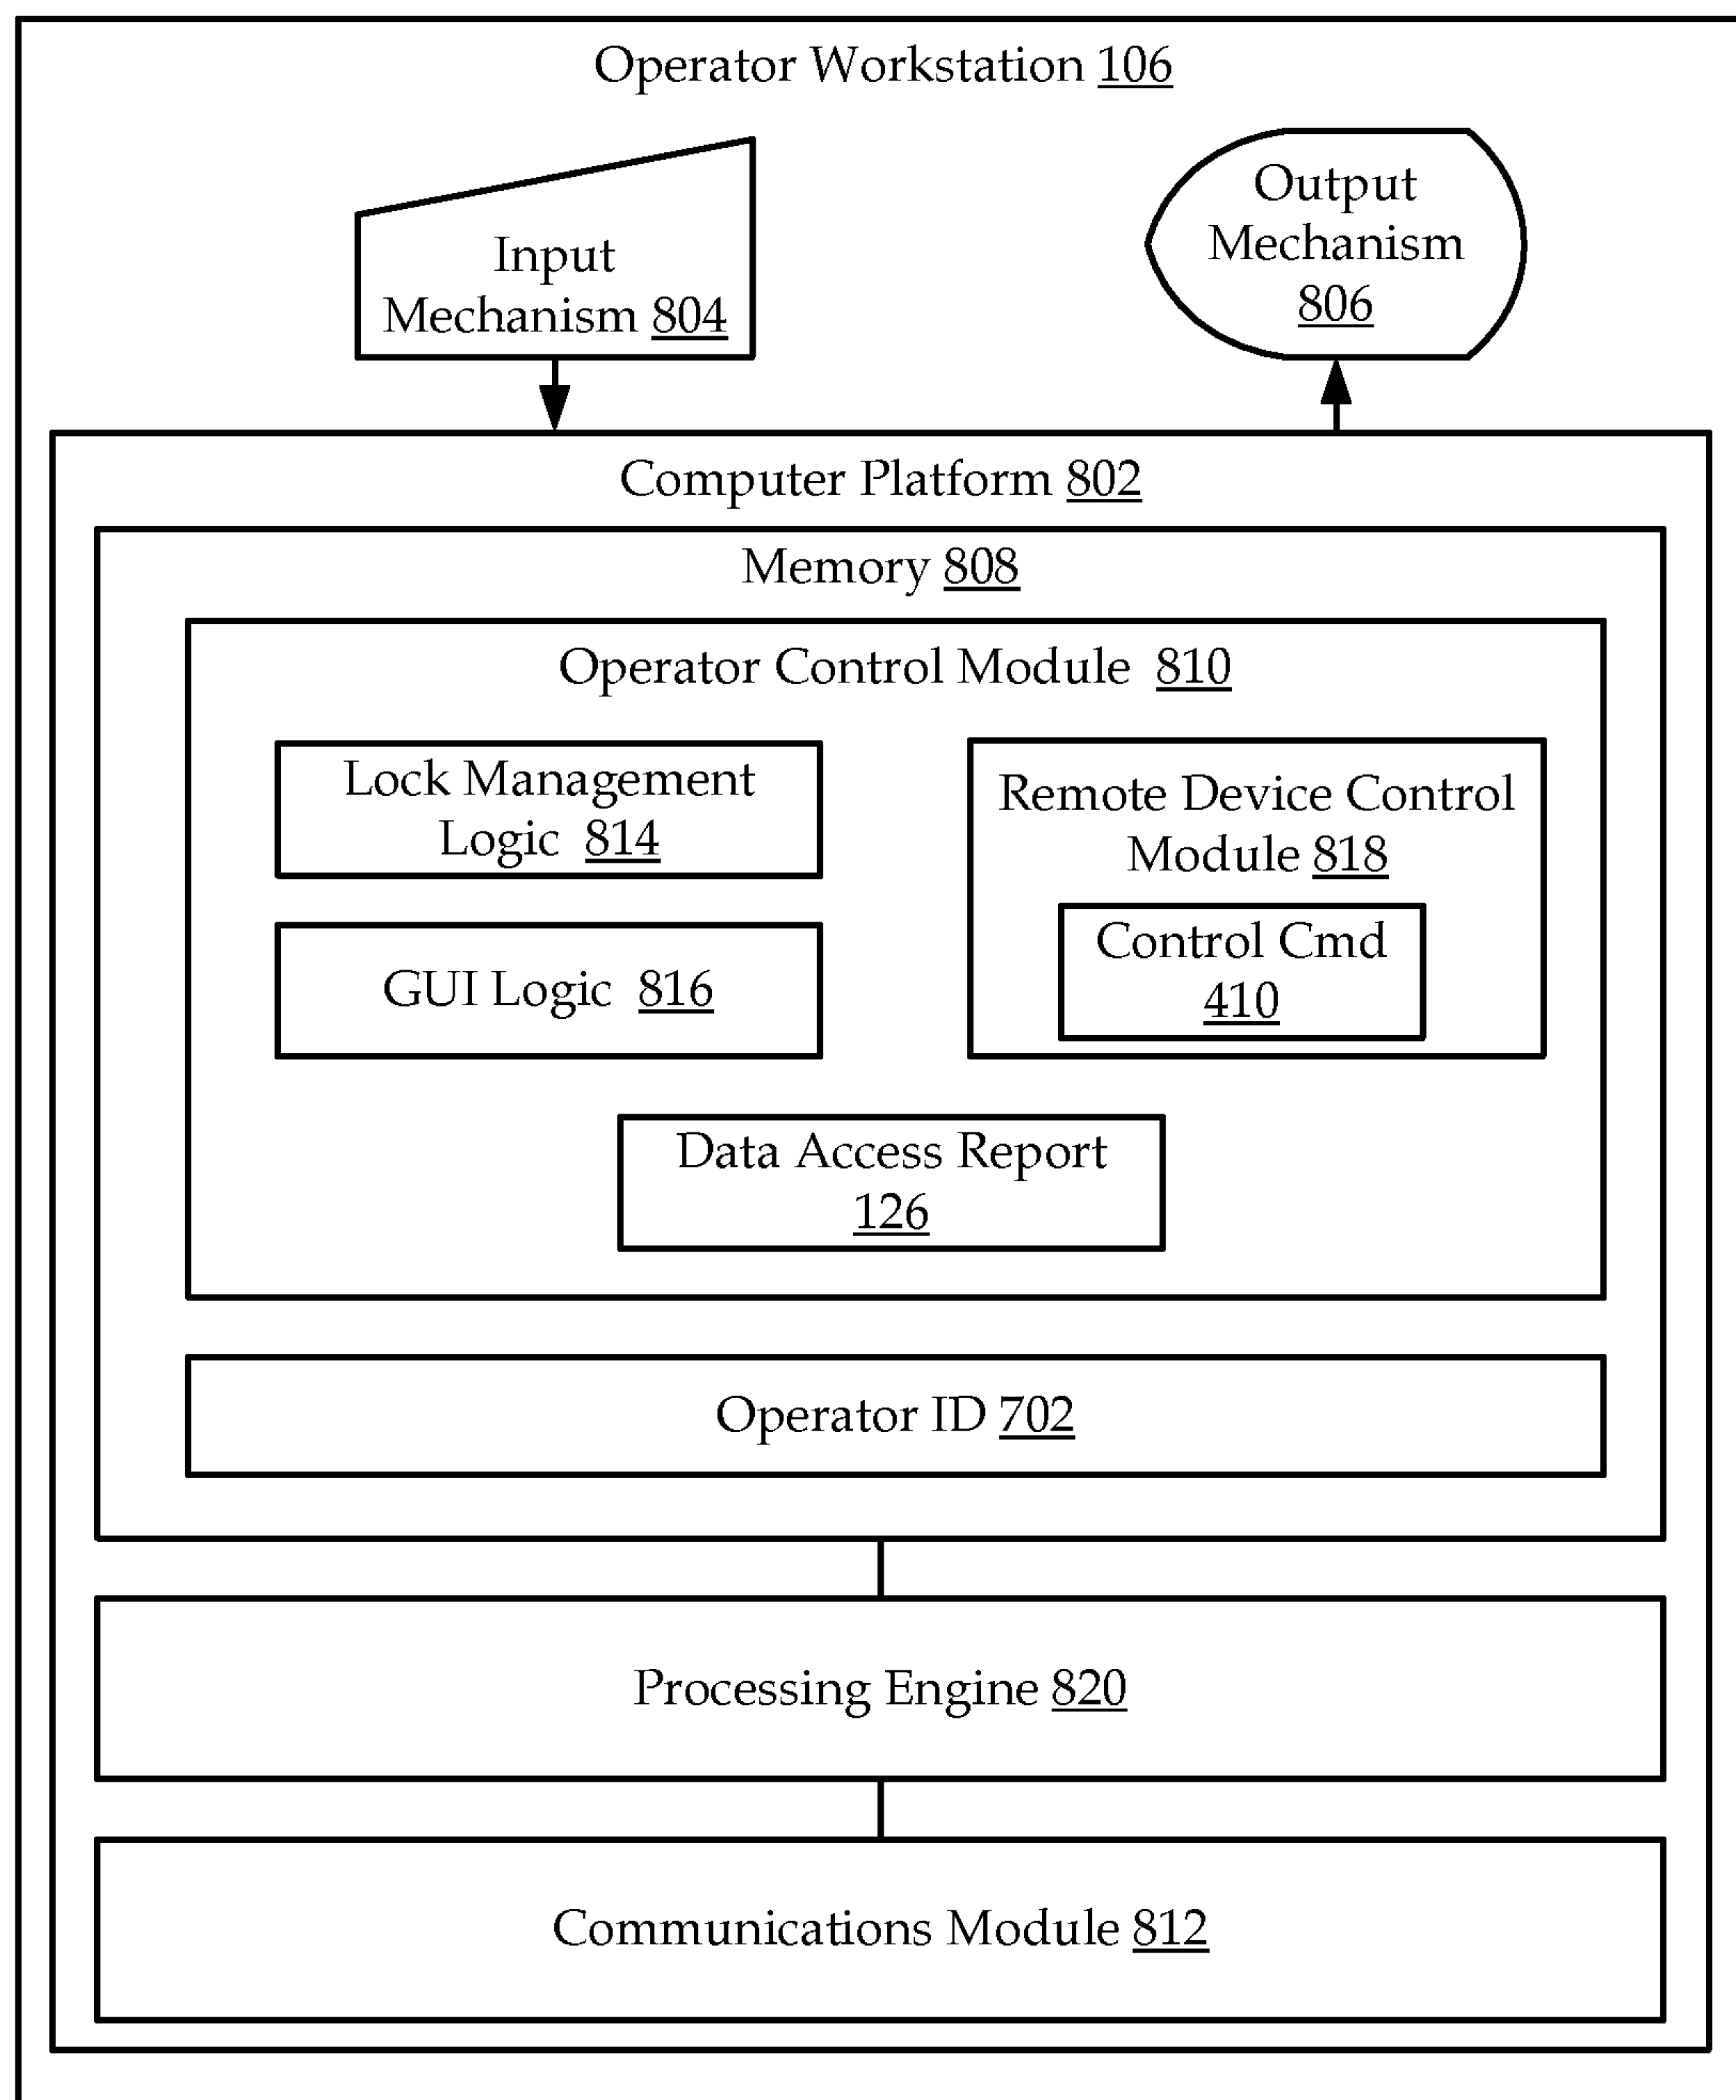 Operator Workstation 106
Input
Mechanism 804
Output
Mechanism
806
Computer Platform 802
Memory 808
Operator Control Module 810
Lock Management
Logic 814
Remote Device Control
Module 818
GUI Logic 816
Control Cmd
410
Data Access Report
126
Operator ID 702
Processing Engine 820
Communications Module 812